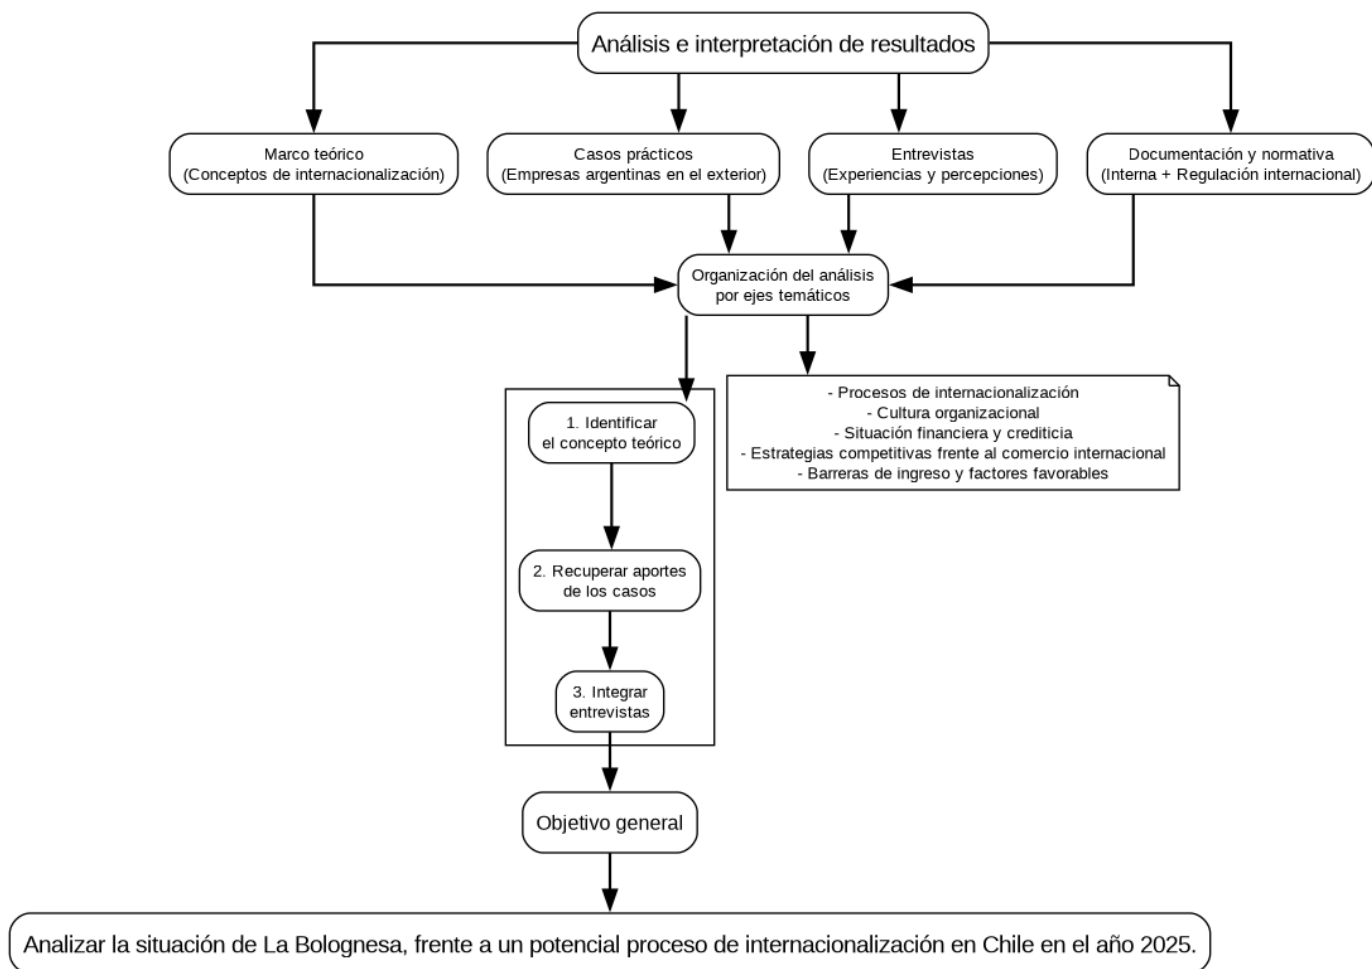 Análisis e interpretación de resultados
Marco teórico
(Conceptos de internacionalización)
Casos prácticos
(Empresas argentinas en el exterior)
Entrevistas
(Experiencias y percepciones)
Documentación y normativa
(Interna + Regulación internacional)
Organización del análisis
por ejes temáticos
- Procesos de internacionalización
- Cultura organizacional
- Situación financiera y crediticia
- Estrategias competitivas frente al comercio internacional
- Barreras de ingreso y factores favorables
1. Identificar
el concepto teórico
2. Recuperar aportes
de los casos
3. Integrar
entrevistas
Objetivo general
Analizar la situación de La Bolognesa, frente a un potencial proceso de internacionalización en Chile en el año 2025.